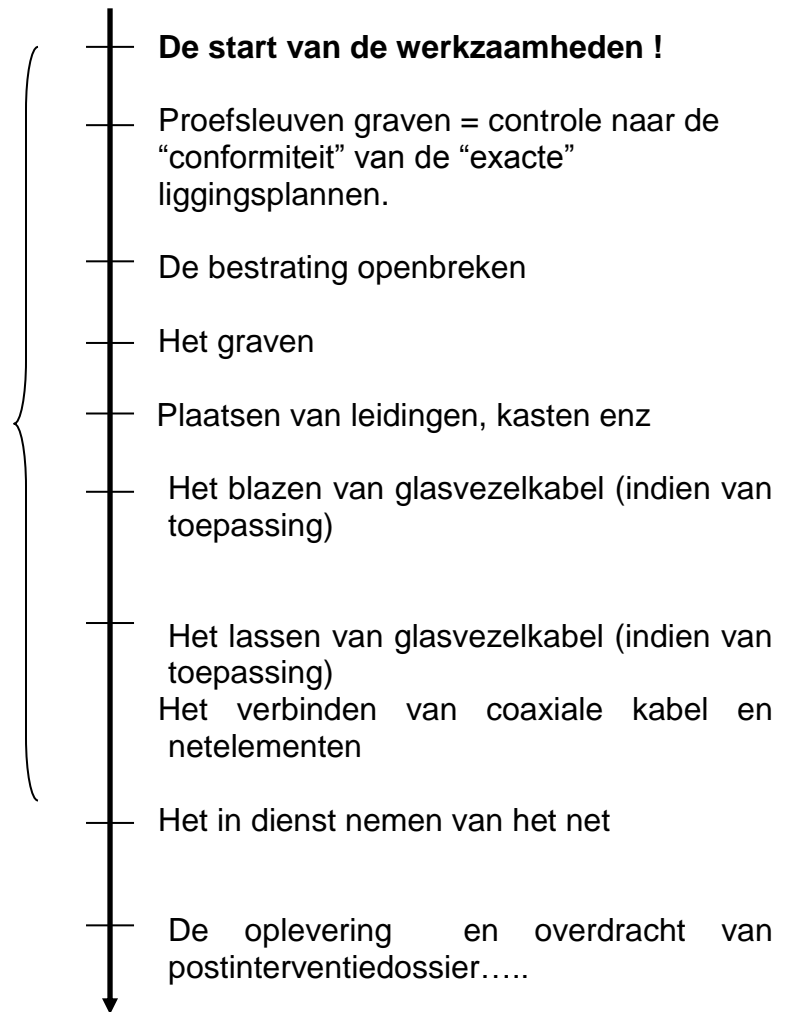 De start van de werkzaamheden !
Proefsleuven graven = controle naar de
“conformiteit” van de “exacte”
liggingsplannen.
De bestrating openbreken
Het graven
Plaatsen van leidingen, kasten enz
Het blazen van glasvezelkabel (indien van
toepassing)
Het lassen van glasvezelkabel (indien van
toepassing)
Het verbinden van coaxiale kabel en
netelementen
Het in dienst nemen van het net
De oplevering en overdracht van
postinterventiedossier…..